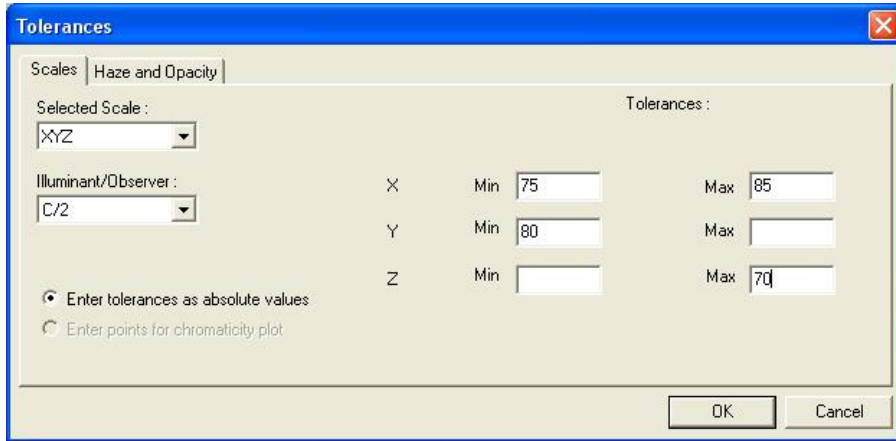 Tolerances
Scales Haze and Opacity
Selected Scale : Tolerances :
XYZ
Illuminant/Observer :
C/2
X Min 75 Max 85
Y Min 80 Max
Z Min Max 70
Enter tolerances as absolute values
Enter points for chromaticity plot
OK Cancel